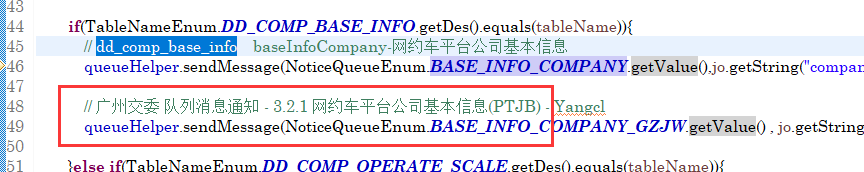 43
44 if(TableNameEnum.DD_COMP_BASE_INFO.getDes().equals(tableName)){
45 // dd_comp_base_info baseInfoCompany-网约车平台公司基本信息
46 queueHelper.sendMessage(NoticeQueueEnum.BASE_INFO_COMPANY.getValue(),jo.getString("compan
47
48 // 广州交委 队列消息通知 - 3.2.1 网约车平台公司基本信息(PTJB) - Yangcl
49 queueHelper.sendMessage(NoticeQueueEnum.BASE_INFO_COMPANY_GZJW.getValue() , jo.getString
50
51 }else if(TableNameEnum.DD_COMP_OPERATE_SCALE.getDes().equals(tableName)){